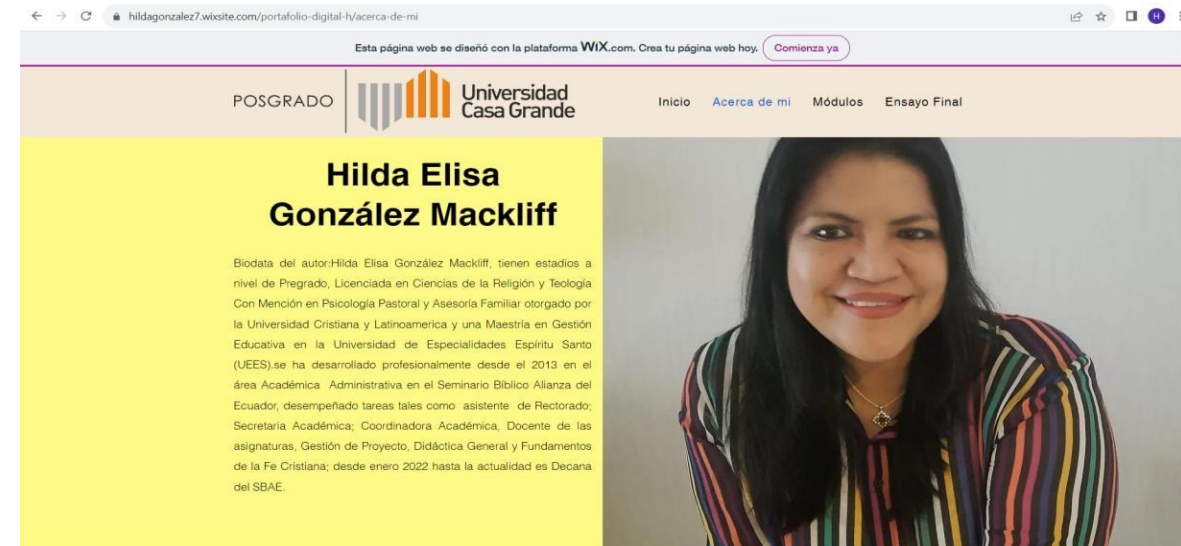 hildagonzalez7.wixsite.com/portafolio-digital-h/acerca-de-mi
H
Esta página web se diseñó con la plataforma WiX.com. Crea tu página web hoy. Comienza ya
POSGRADO
Universidad
Casa Grande
Inicio Acerca de mi Módulos Ensayo Final
Hilda Elisa
González Mackliff
Biodata del autor:Hilda Elisa González Mackliff, tienen estadios a
nivel de Pregrado, Licenciada en Ciencias de la Religión y Teología
Con Mención en Psicología Pastoral y Asesoría Familiar otorgado por
la Universidad Cristiana y Latinoamerica y una Maestría en Gestión
Educativa en la Universidad de Especialidades Espíritu Santo
(UEES).se ha desarrollado profesionalmente desde el 2013 en el
área Académica Administrativa en el Seminario Bíblico Alianza del
Ecuador, desempeñado tareas tales como asistente de Rectorado;
Secretaria Académica; Coordinadora Académica, Docente de las
asignaturas, Gestión de Proyecto, Didáctica General y Fundamentos
de la Fe Cristiana; desde enero 2022 hasta la actualidad es Decana
del SBAE.